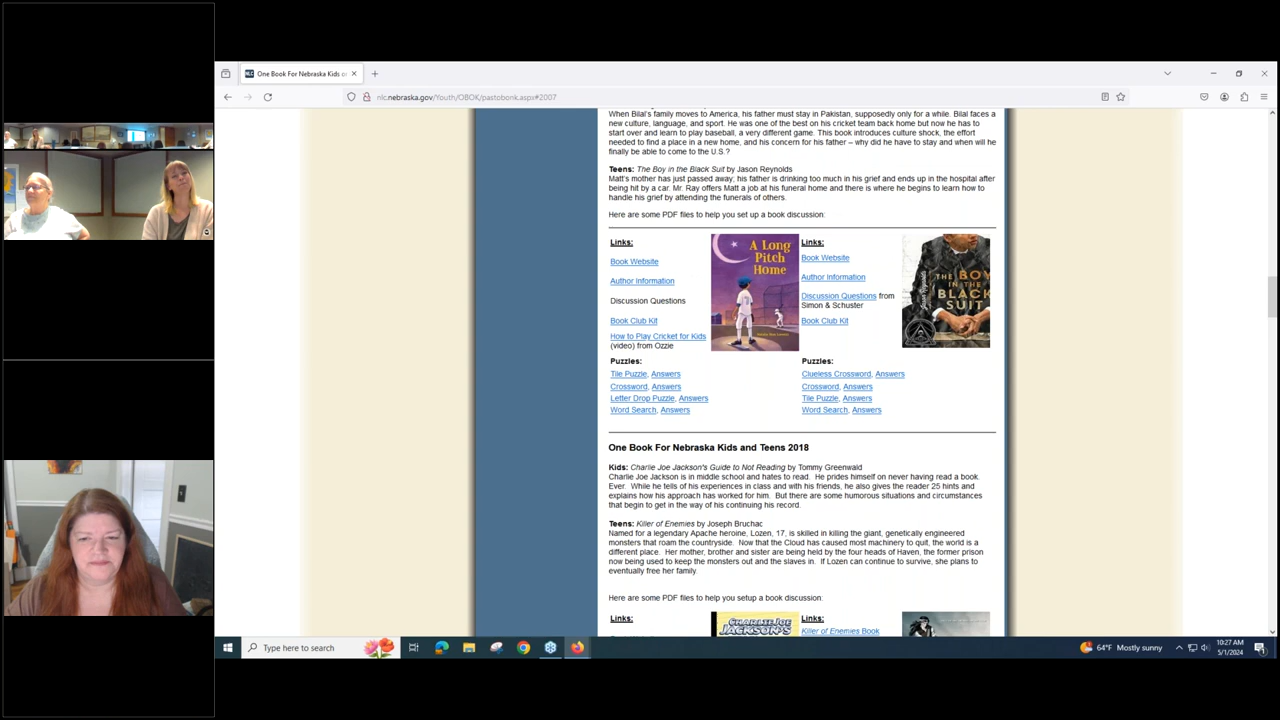 One Book For Nebraska Kids o
nlc.nebraska.gov/Youth/OBOK/pastobonk.aspx#2007
When Bilal's family moves to America, his father must stay in Pakistan, supposedly only for a while. Bilal faces a
new culture, language, and sport. He was one of the best on his cricket team back home but now he has to
start over and learn to play baseball, a very different game. This book introduces culture shock, the effort
needed to find a place in a new home, and his concern for his father – why did he have to stay and when will he
finally be able to come to the U.S.?
Teens: The Boy in the Black Suit by Jason Reynolds
Matt's mother has just passed away; his father is drinking too much in his grief and ends up in the hospital after
being hit by a car. Mr. Ray offers Matt a job at his funeral home and there is where he begins to learn how to
handle his grief by attending the funerals of others.
Here are some PDF files to help you set up a book discussion:
Links:
Book Website
Author Information
Discussion Questions
Book Club Kit
How to Play Cricket for Kids
(video) from Ozzie
A Long
Pitch
Home
Puzzles:
Tile Puzzle, Answers
Crossword, Answers
Letter Drop Puzzle, Answers
Word Search, Answers
Links:
Book Website
Author Information
Discussion Questions from
Simon & Schuster
Book Club Kit
THE BOY
IN THE
BLACK
SUIT
Puzzles:
Clueless Crossword, Answers
Crossword, Answers
Tile Puzzle, Answers
Word Search, Answers
One Book For Nebraska Kids and Teens 2018
Kids: Charlie Joe Jackson's Guide to Not Reading by Tommy Greenwald
Charlie Joe Jackson is in middle school and hates to read. He prides himself on never having read a book.
Ever. While he tells of his experiences in class and with his friends, he also gives the reader 25 hints and
explains how his approach has worked for him. But there are some humorous situations and circumstances
that begin to get in the way of his continuing his record.
Teens: Killer of Enemies by Joseph Bruchac
Named for a legendary Apache heroine, Lozen, 17, is skilled in killing the giant, genetically engineered
monsters that roam the countryside. Now that the Cloud has caused most machinery to quit, the world is a
different place. Her mother, brother and sister are being held by the four heads of Haven, the former prison
now being used to keep the monsters out and the slaves in. If Lozen can continue to survive, she plans to
eventually free her family.
Here are some PDF files to help you setup a book discussion:
Links:
CHARLIE JOE
JACKSON'S
Links:
Killer of Enemies Book
Type here to search
64°F Mostly sunny
10:27 AM
5/1/2024